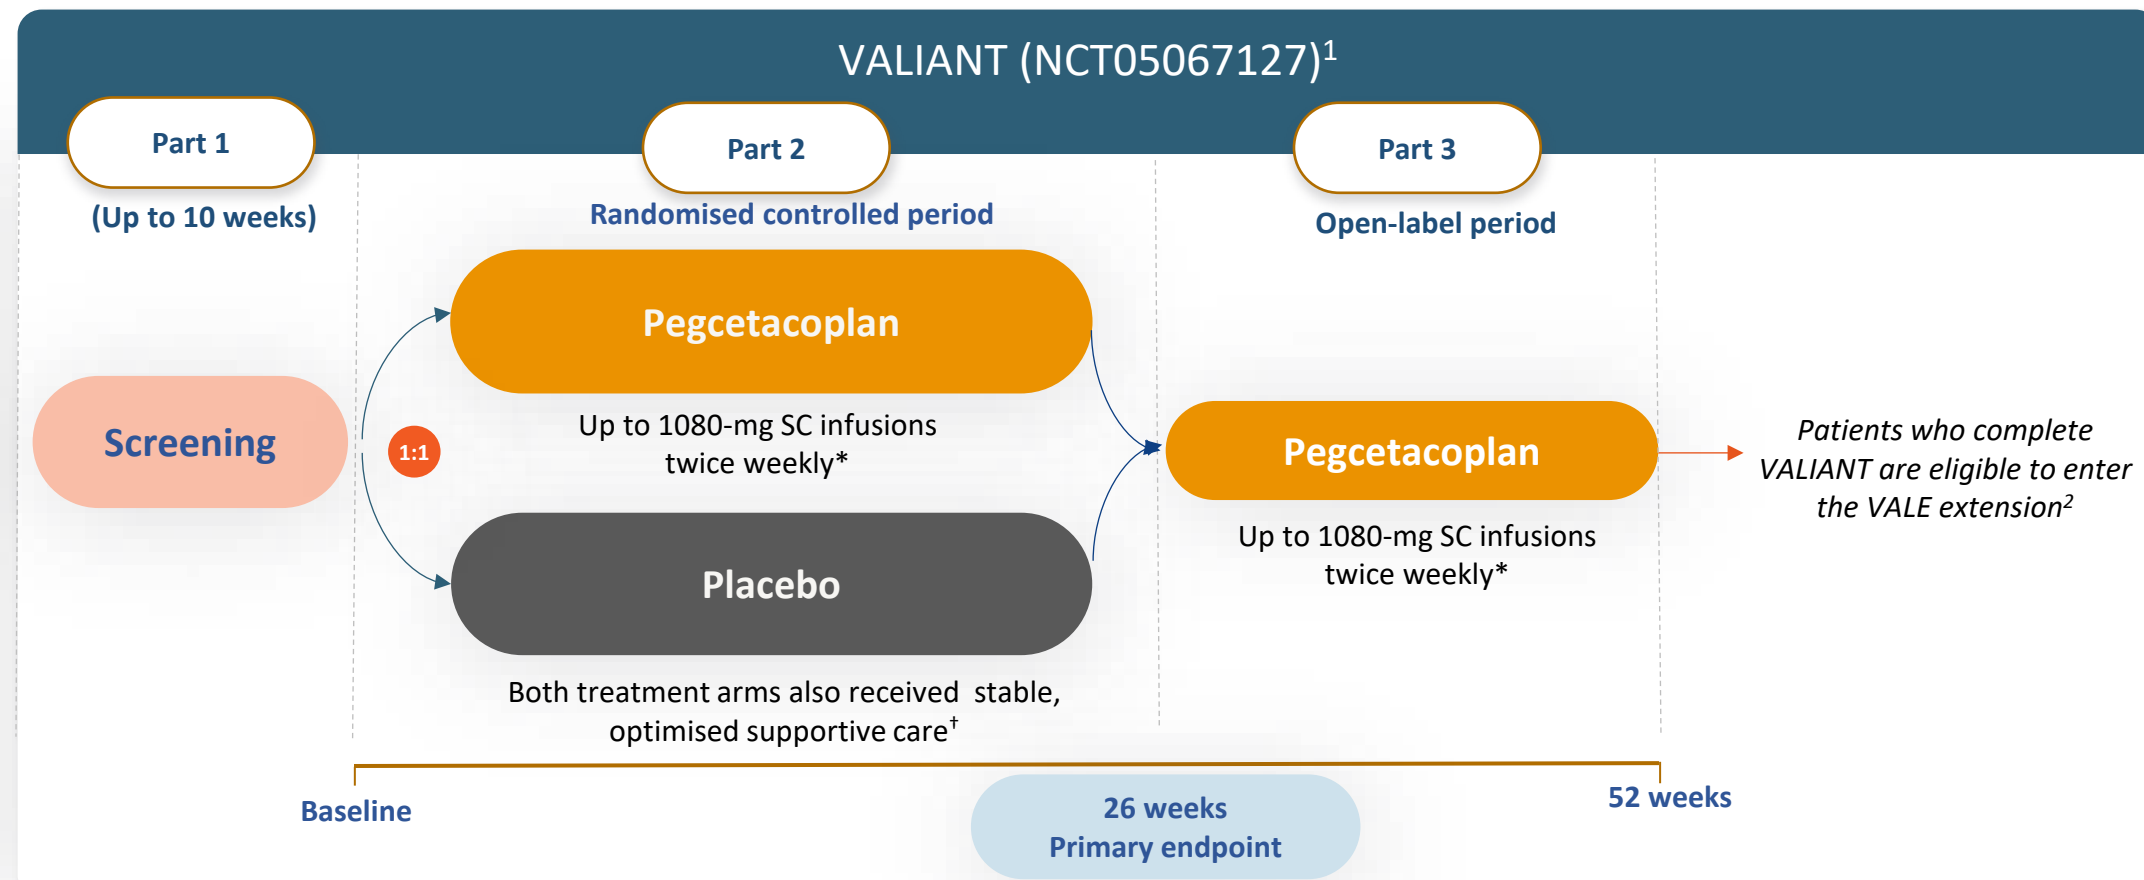 VALIANT (NCT05067127)¹
Part 1
(Up to 10 weeks)
Screening
1:1
Part 2
Randomised controlled period
Pegcetacoplan
Up to 1080-mg SC infusions
twice weekly*
Placebo
Both treatment arms also received stable,
optimised supportive care†
Part 3
Open-label period
Pegcetacoplan
Up to 1080-mg SC infusions
twice weekly*
Patients who complete
VALIANT are eligible to enter
the VALE extension²
Baseline
26 weeks
Primary endpoint
52 weeks